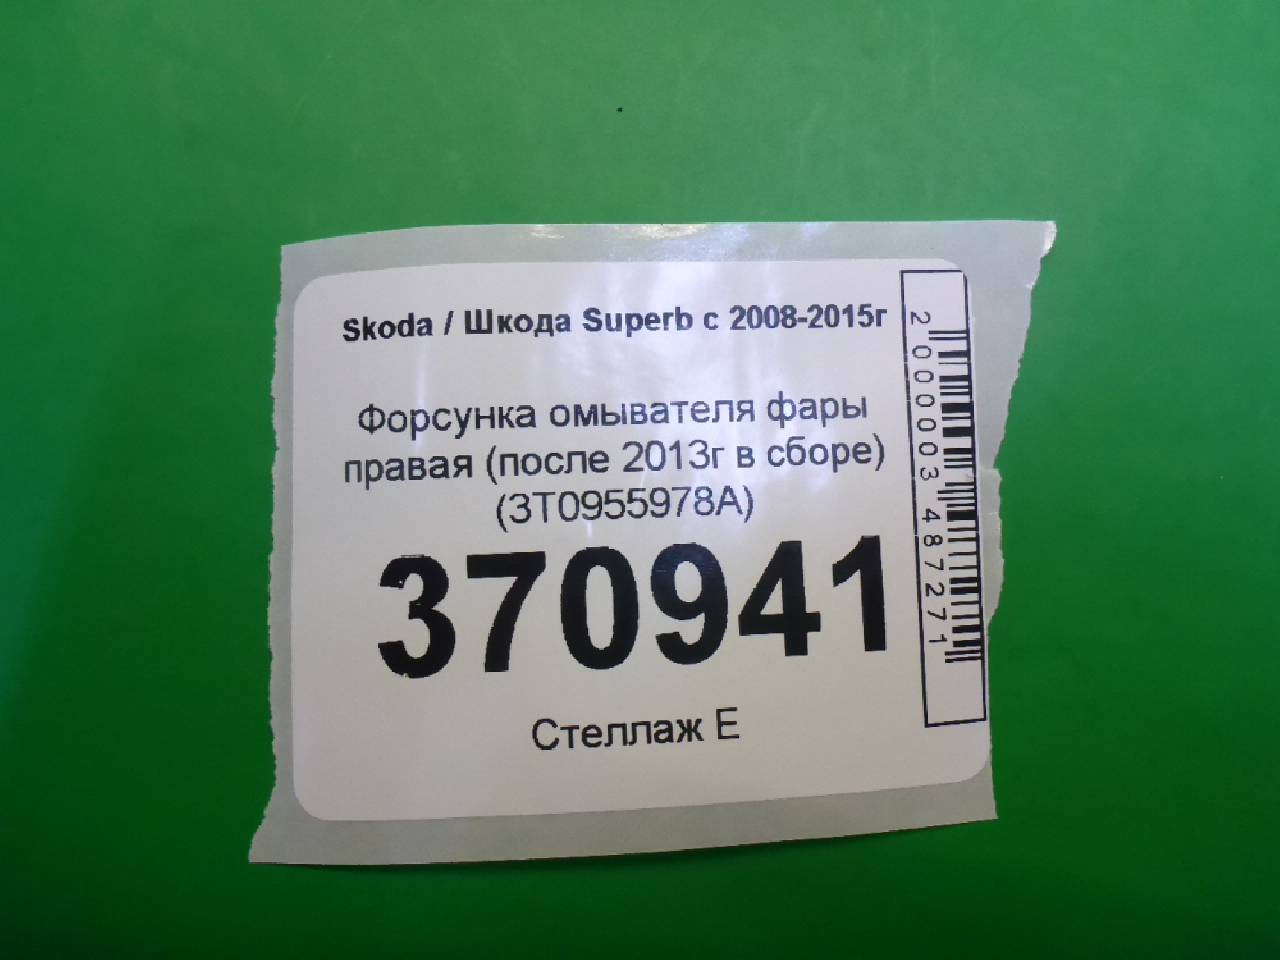 Skoda / Шкода Superb с 2008-2015г
Форсунка омывателя фары
правая (после 2013г в сборе)
(3T0955978A)
370941
Стеллаж Е
2000003487271